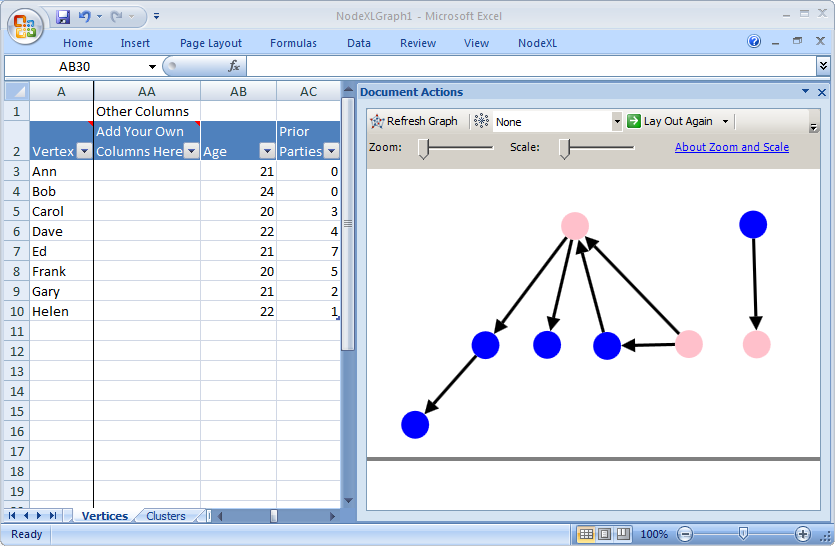 NodeXLGraph1 - Microsoft Excel
Home Insert Page Layout Formulas Data Review View NodeXL
AB30 fx
Document Actions
A AA AB AC
Refresh Graph None Lay Out Again
Zoom: Scale: About Zoom and Scale
1 Other Columns
Add Your Own Prior
2 Vertex Columns Here Age Parties
3 Ann 21 0
4 Bob 24 0
5 Carol 20 3
6 Dave 22 4
7 Ed 21 7
8 Frank 20 5
9 Gary 21 2
10 Helen 22 1
11
12
13
14
15
16
17
18
19
Vertices Clusters
Ready 100%